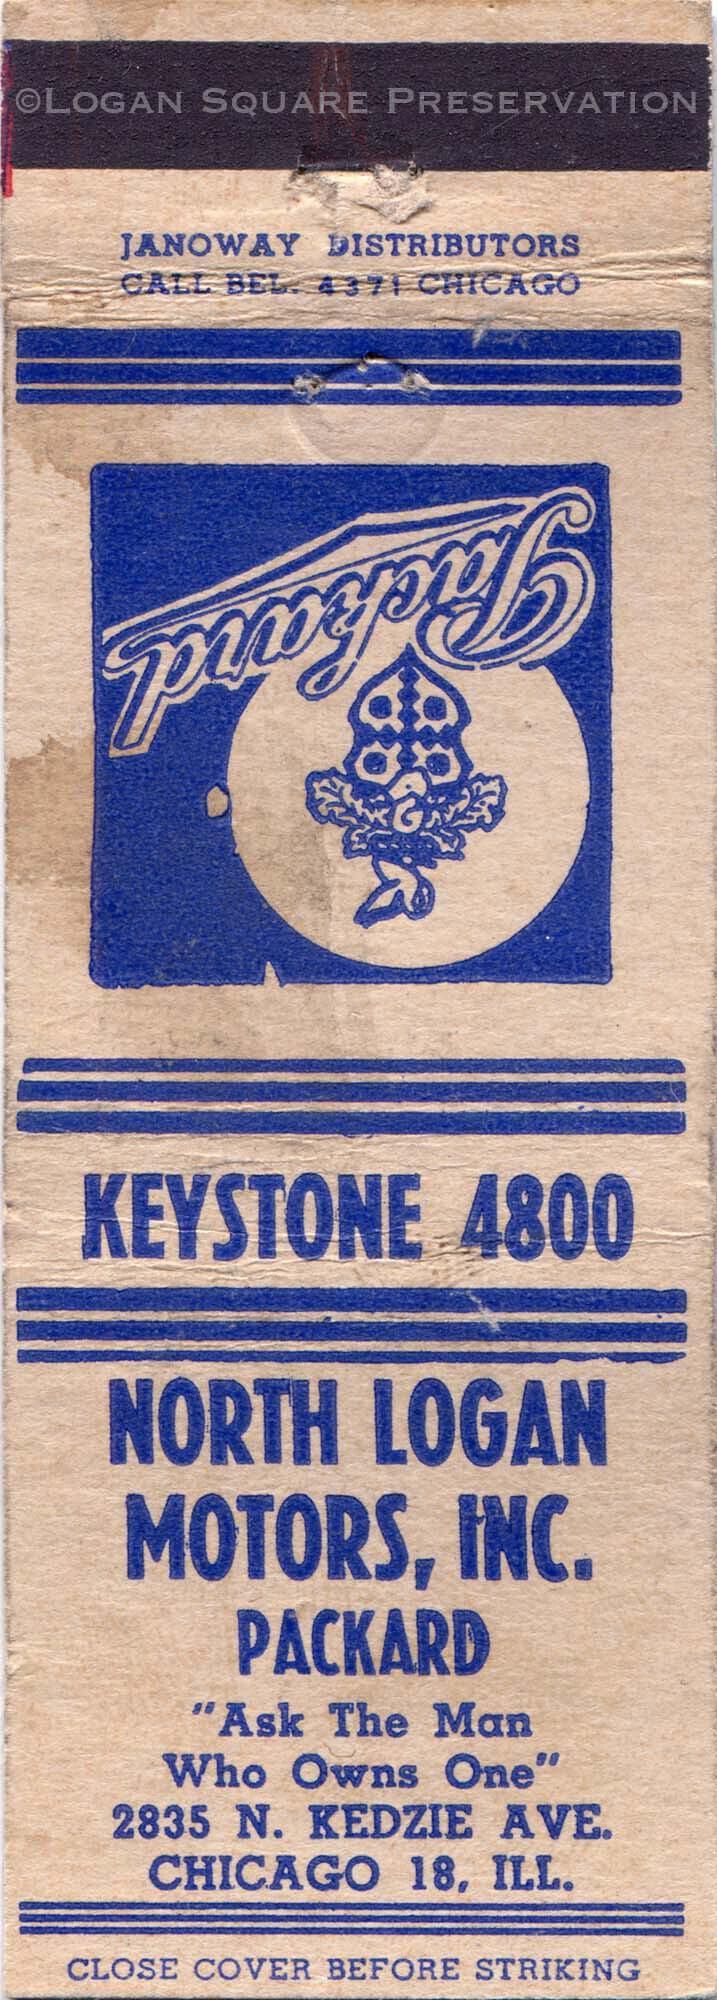 ©LOGAN SQUARE PRESERVATION
JANOWAY DISTRIBUTORS
CALL BEL. 4371 CHICAGO
Packard
G
KEYSTONE 4800
NORTH LOGAN
MOTORS, INC.
PACKARD
"Ask The Man
Who Owns One"
2835 N. KEDZIE AVE.
CHICAGO 18, ILL.
CLOSE COVER BEFORE STRIKING